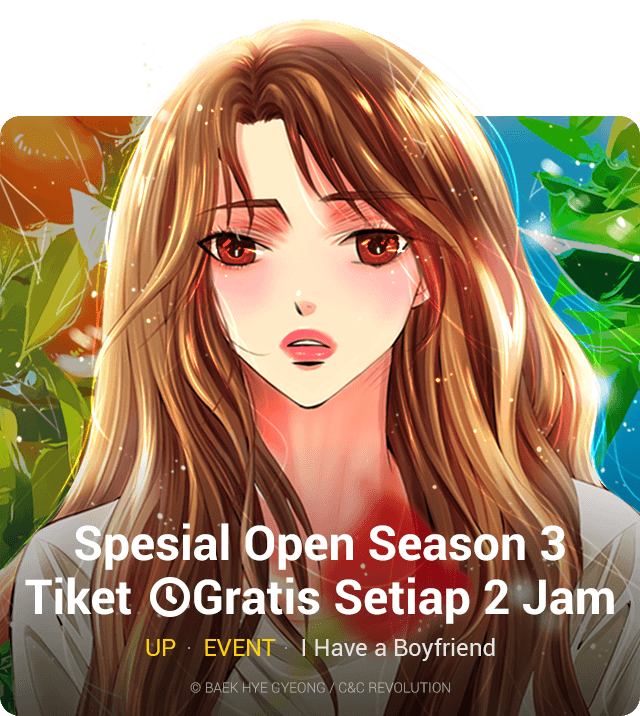 Spesial Open Season 3
Tiket Gratis Setiap 2 Jam
UP · EVENT · I Have a Boyfriend
© BAEK HYE GYEONG / C&C REVOLUTION